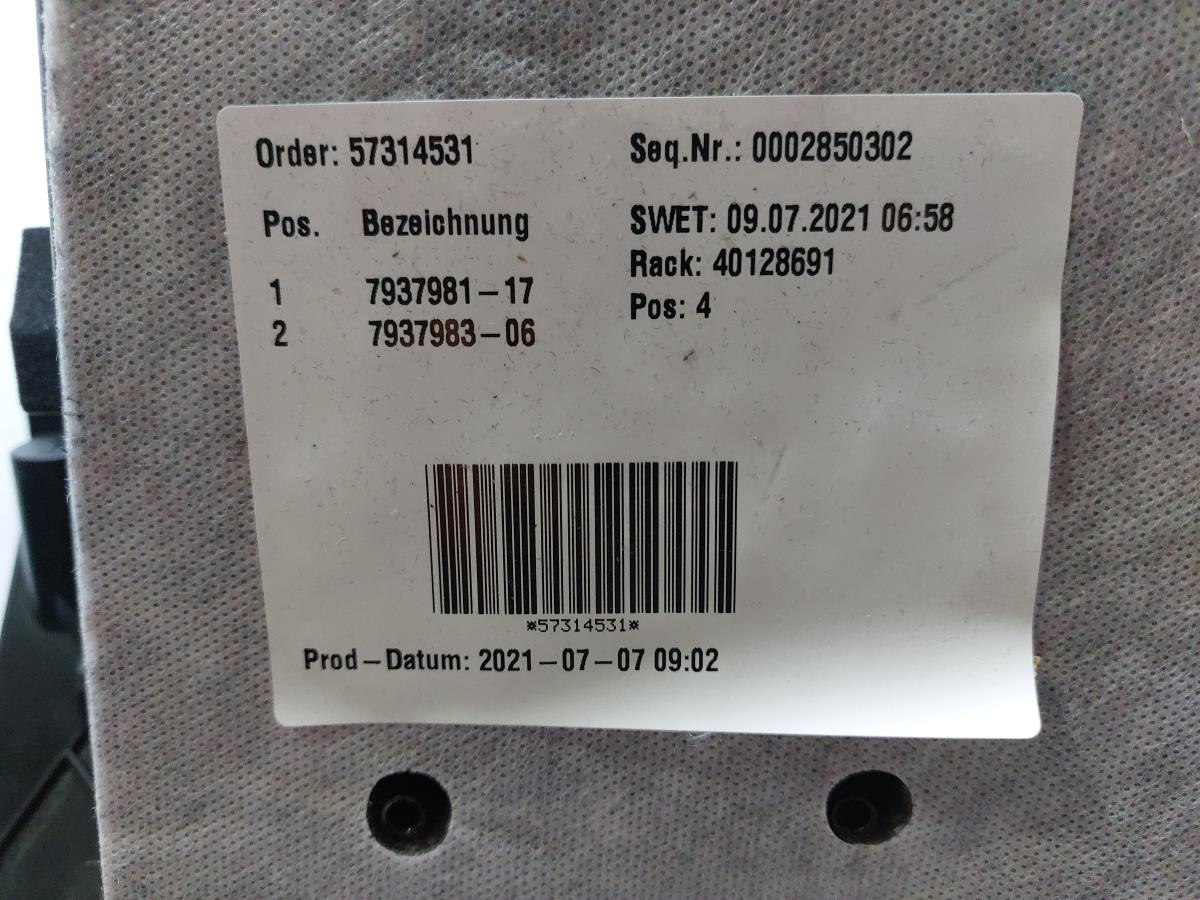 Order: 57314531
Seq.Nr.: 0002850302
Pos. Bezeichnung
1 7937981-17
2 7937983-06
SWET: 09.07.2021 06:58
Rack: 40128691
Pos: 4
*57314531*
Prod-Datum: 2021-07-07 09:02